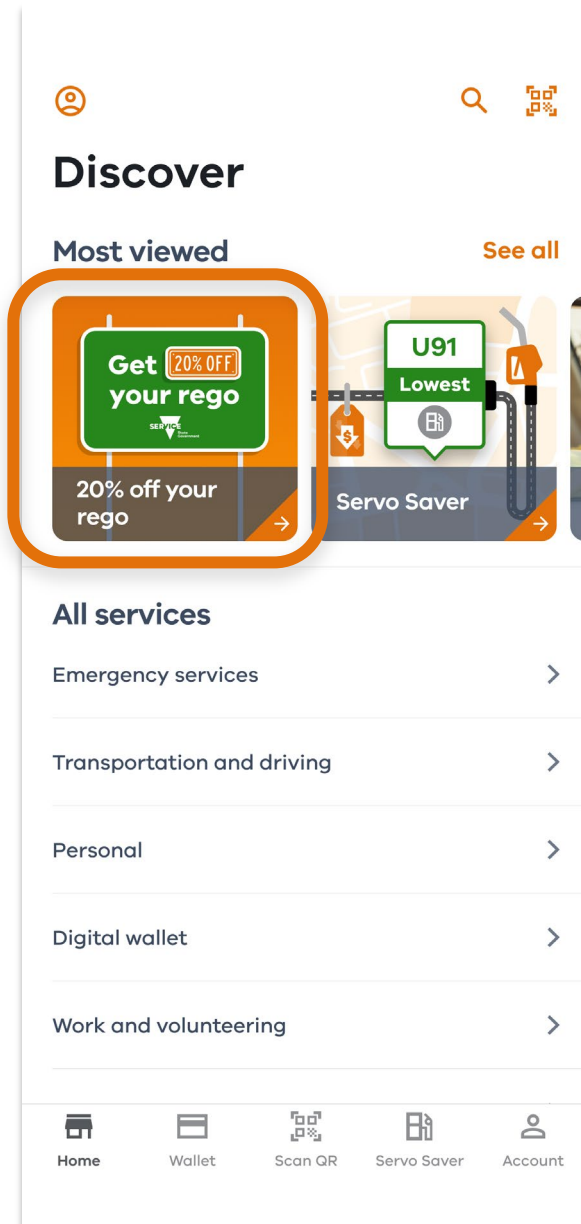 Discover
Most viewed
See all
Get 20% OFF
your rego
SERVICE
20% off your
rego
U91
Lowest
$
Servo Saver
All services
Emergency services
Transportation and driving
Personal
Digital wallet
Work and volunteering
Home
Wallet
Scan QR
Servo Saver
Account